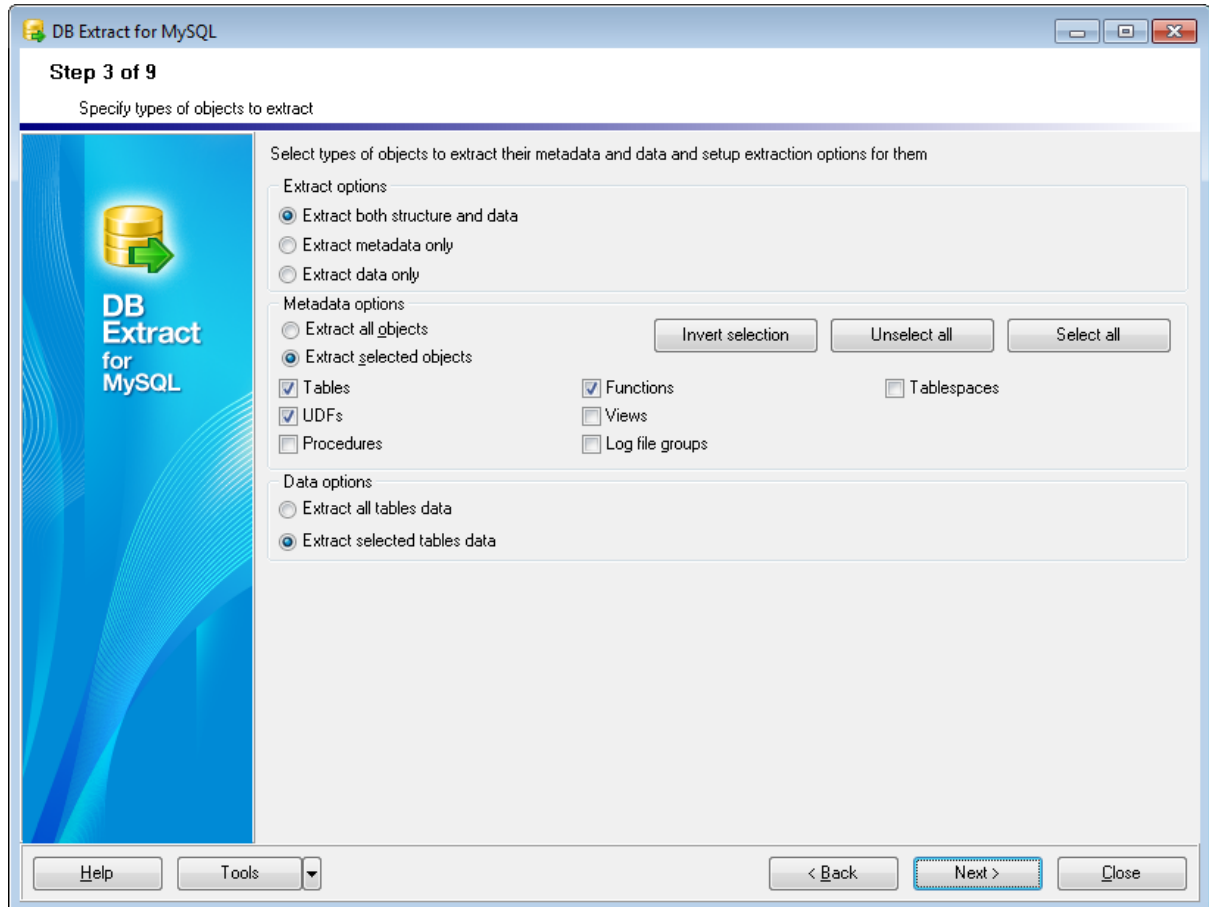 DB Extract for MySQL
Step 3 of 9
Specify types of objects to extract
DB
Extract
for
MySQL
Select types of objects to extract their metadata and data and setup extraction options for them
Extract options
Extract both structure and data
Extract metadata only
Extract data only
Metadata options
Extract all objects
Extract selected objects
Invert selection Unselect all Select all
Tables Functions Tablespaces
UDFs Views
Procedures Log file groups
Data options
Extract all tables data
Extract selected tables data
Help Tools < Back Next > Close